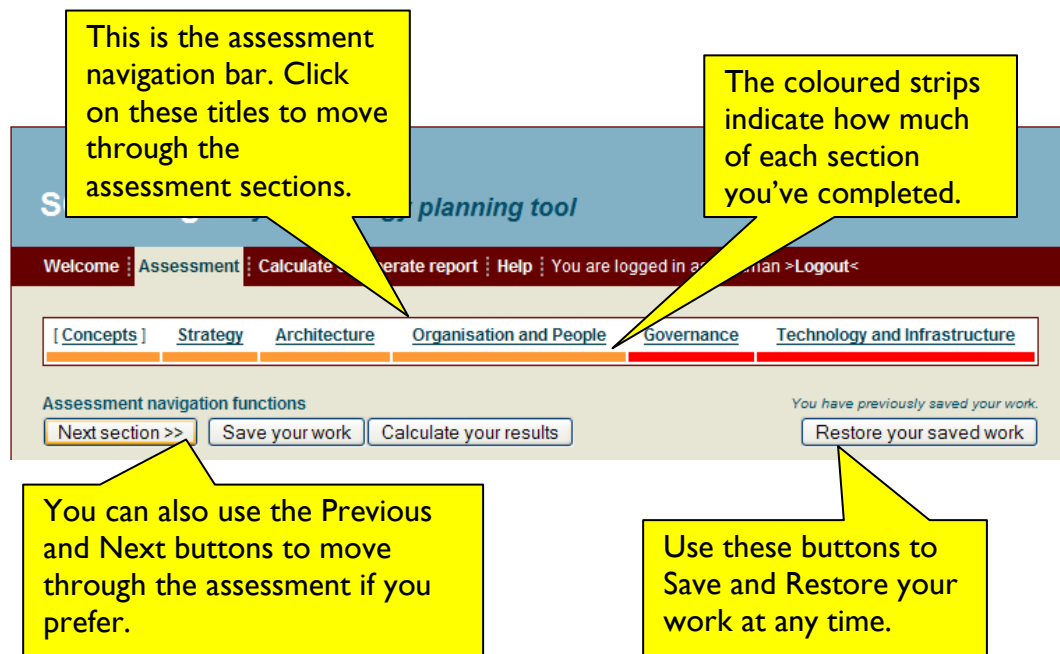 This is the assessment
navigation bar. Click
on these titles to move
through the
assessment sections.
The coloured strips
indicate how much
of each section
you've completed.
planning tool
Welcome Assessment Calculate report Help You are logged in >Logout<
[ Concepts ] Strategy Architecture Organisation and People Governance Technology and Infrastructure
Assessment navigation functions
You have previously saved your work.
Next section >> Save your work Calculate your results Restore your saved work
You can also use the Previous
and Next buttons to move
through the assessment if you
prefer.
Use these buttons to
Save and Restore your
work at any time.